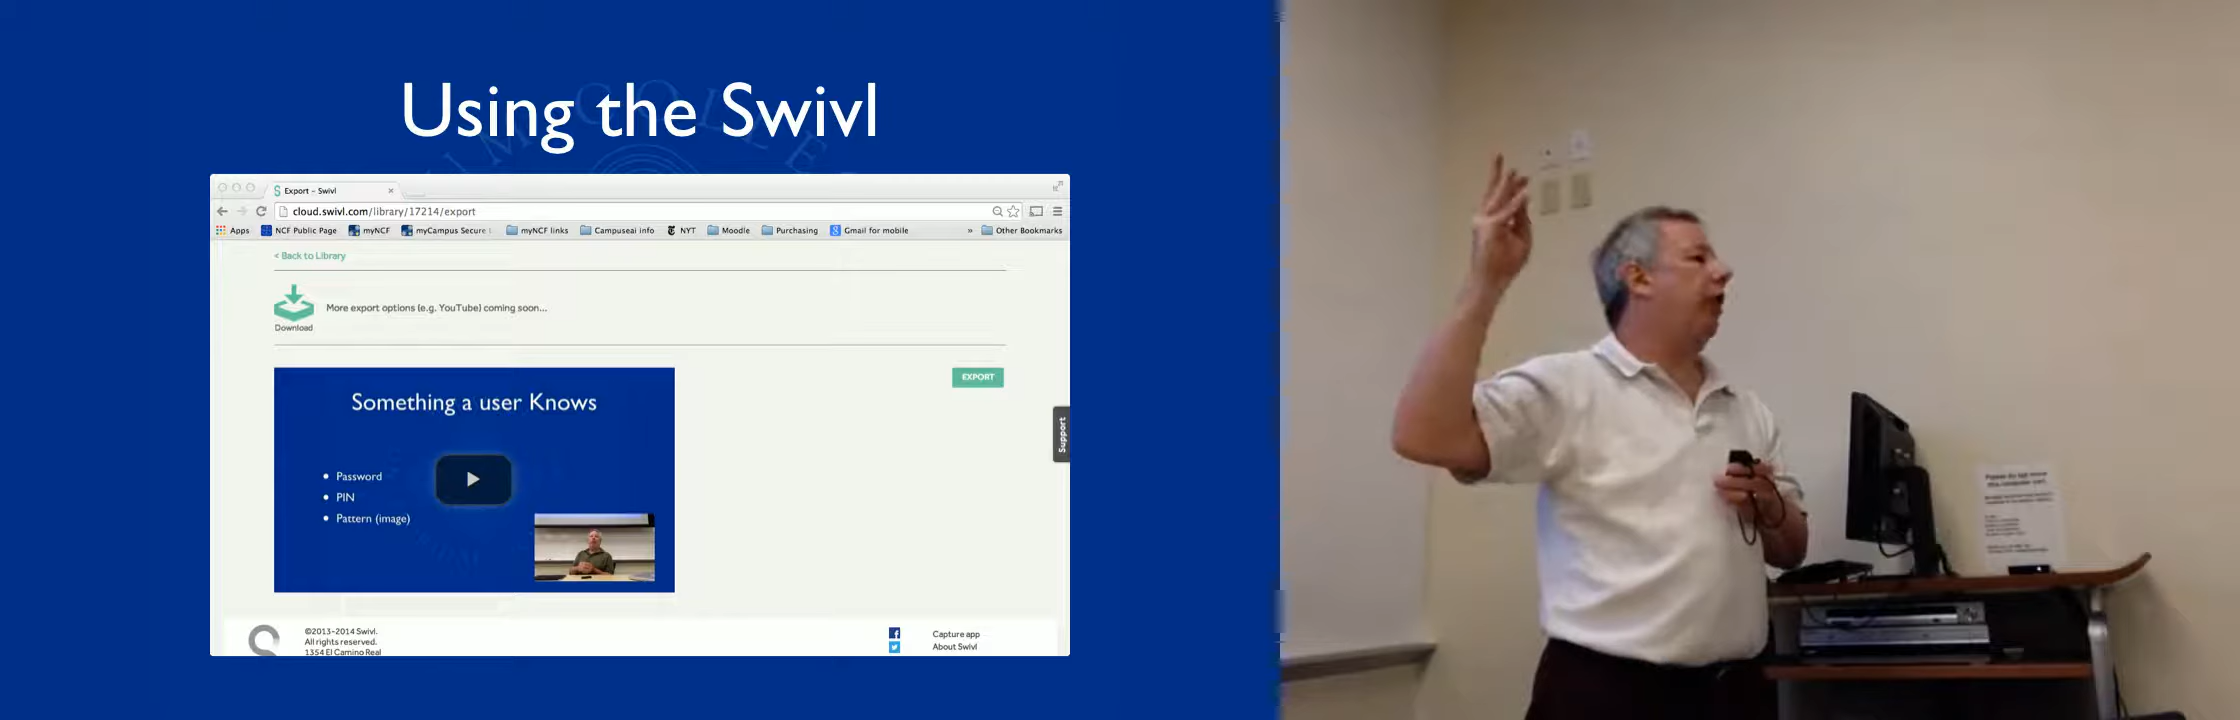 Using the Swivl
Export - Swivl
cloud.swivl.com/library/17214/export
Apps NCF Public Page myNCF myCampus Secure myNCF links Campuseai info NYT Moodle Purchasing Gmail for mobile » Other Bookmarks
< Back to Library
More export options (e.g. YouTube) coming soon...
Download
EXPORT
Something a user Knows
• Password
• PIN
• Pattern (image)
Support
©2013-2014 Swivl.
All rights reserved.
1354 El Camino Real
Capture app
About Swivl